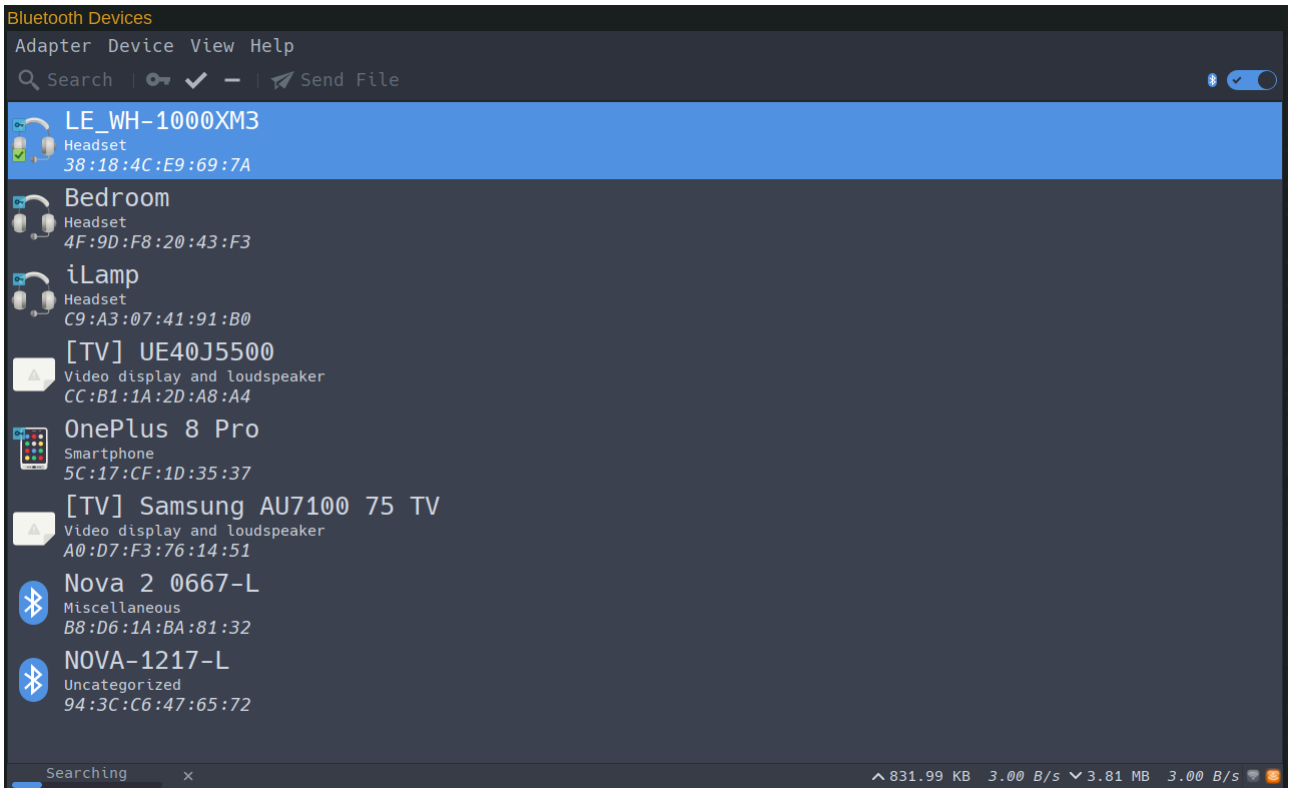 Bluetooth Devices
Adapter Device View Help
Search Send File
LE_WH-1000XM3
Headset
38:18:4C:E9:69:7A
Bedroom
Headset
4F:9D:F8:20:43:F3
iLamp
Headset
C9:A3:07:41:91:B0
[TV] UE40J5500
Video display and loudspeaker
CC:B1:1A:2D:A8:A4
OnePlus 8 Pro
Smartphone
5C:17:CF:1D:35:37
[TV] Samsung AU7100 75 TV
Video display and loudspeaker
A0:D7:F3:76:14:51
Nova 2 0667-L
Miscellaneous
B8:D6:1A:BA:81:32
NOVA-1217-L
Uncategorized
94:3C:C6:47:65:72
Searching 831.99 KB 3.00 B/s 3.81 MB 3.00 B/s